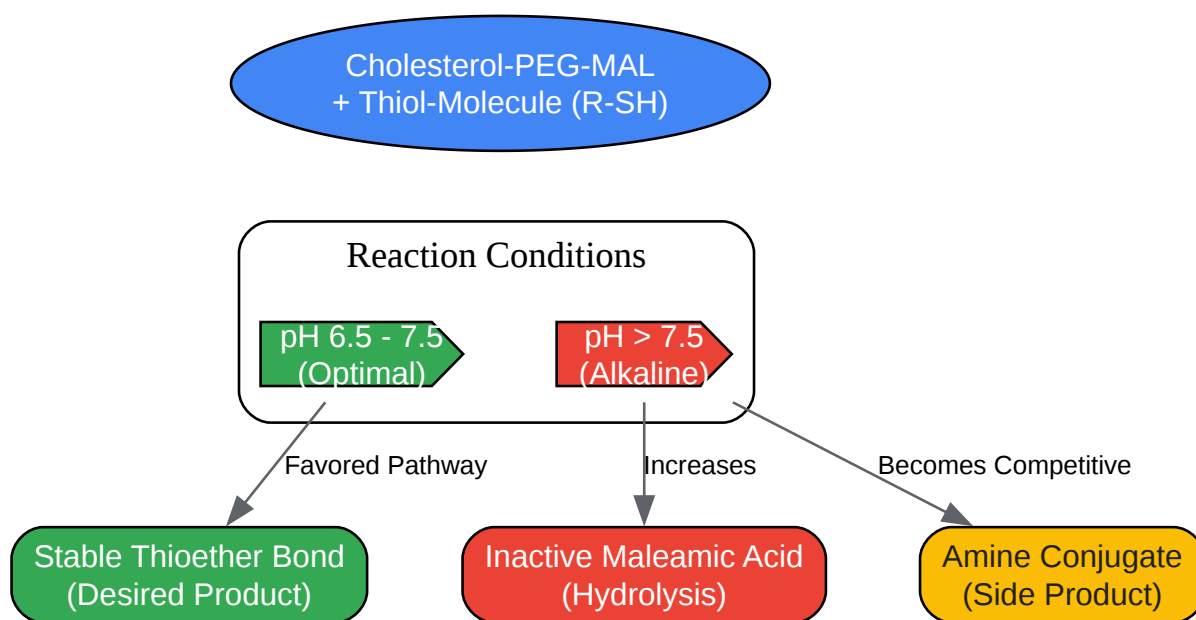 Cholesterol-PEG-MAL
+ Thiol-Molecule (R-SH)
Reaction Conditions
pH 6.5 - 7.5
(Optimal)
pH > 7.5
(Alkaline)
Favored Pathway
Increases
Becomes Competitive
Stable Thioether Bond
(Desired Product)
Inactive Maleamic Acid
(Hydrolysis)
Amine Conjugate
(Side Product)